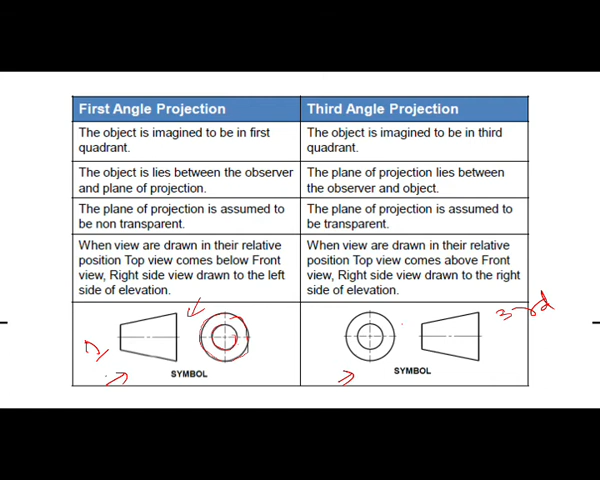 First Angle Projection
Third Angle Projection
The object is imagined to be in first
quadrant.
The object is imagined to be in third
quadrant.
The object is lies between the observer
and plane of projection.
The plane of projection lies between
the observer and object.
The plane of projection is assumed to
be non transparent.
The plane of projection is assumed to
be transparent.
When view are drawn in their relative
position Top view comes below Front
view, Right side view drawn to the left
side of elevation.
When view are drawn in their relative
position Top view comes above Front
view, Right side view drawn to the right
side of elevation.
3rd
SYMBOL
SYMBOL